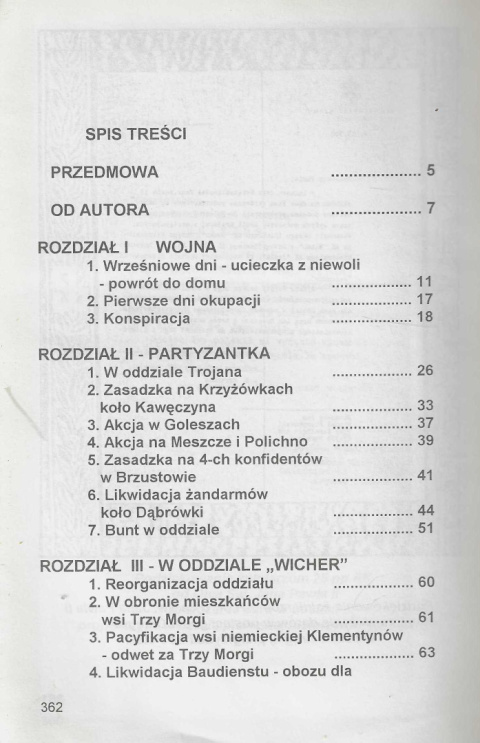 SPIS TREŚCI
PRZEDMOWA ..................... 5
OD AUTORA ..................... 7
ROZDZIAŁ I WOJNA
1. Wrześniowe dni - ucieczka z niewoli
- powrót do domu ................... 11
2. Pierwsze dni okupacji ................... 17
3. Konspiracja ................... 18
ROZDZIAŁ II - PARTYZANTKA
1. W oddziale Trojana ................... 26
2. Zasadzka na Krzyżówkach
koło Kawęczyna ................... 33
3. Akcja w Goleszach ................... 37
4. Akcja na Meszcze i Polichno ................... 39
5. Zasadzka na 4-ch konfidentów
w Brzustowie ................... 41
6. Likwidacja żandarmów
koło Dąbrówki ................... 44
7. Bunt w oddziale ................... 51
ROZDZIAŁ III - W ODDZIALE „WICHER”
1. Reorganizacja oddziału ................... 60
2. W obronie mieszkańców
wsi Trzy Morgi ................... 61
3. Pacyfikacja wsi niemieckiej Klementynów
- odwet za Trzy Morgi ................... 63
4. Likwidacja Baudienstu - obozu dla
362